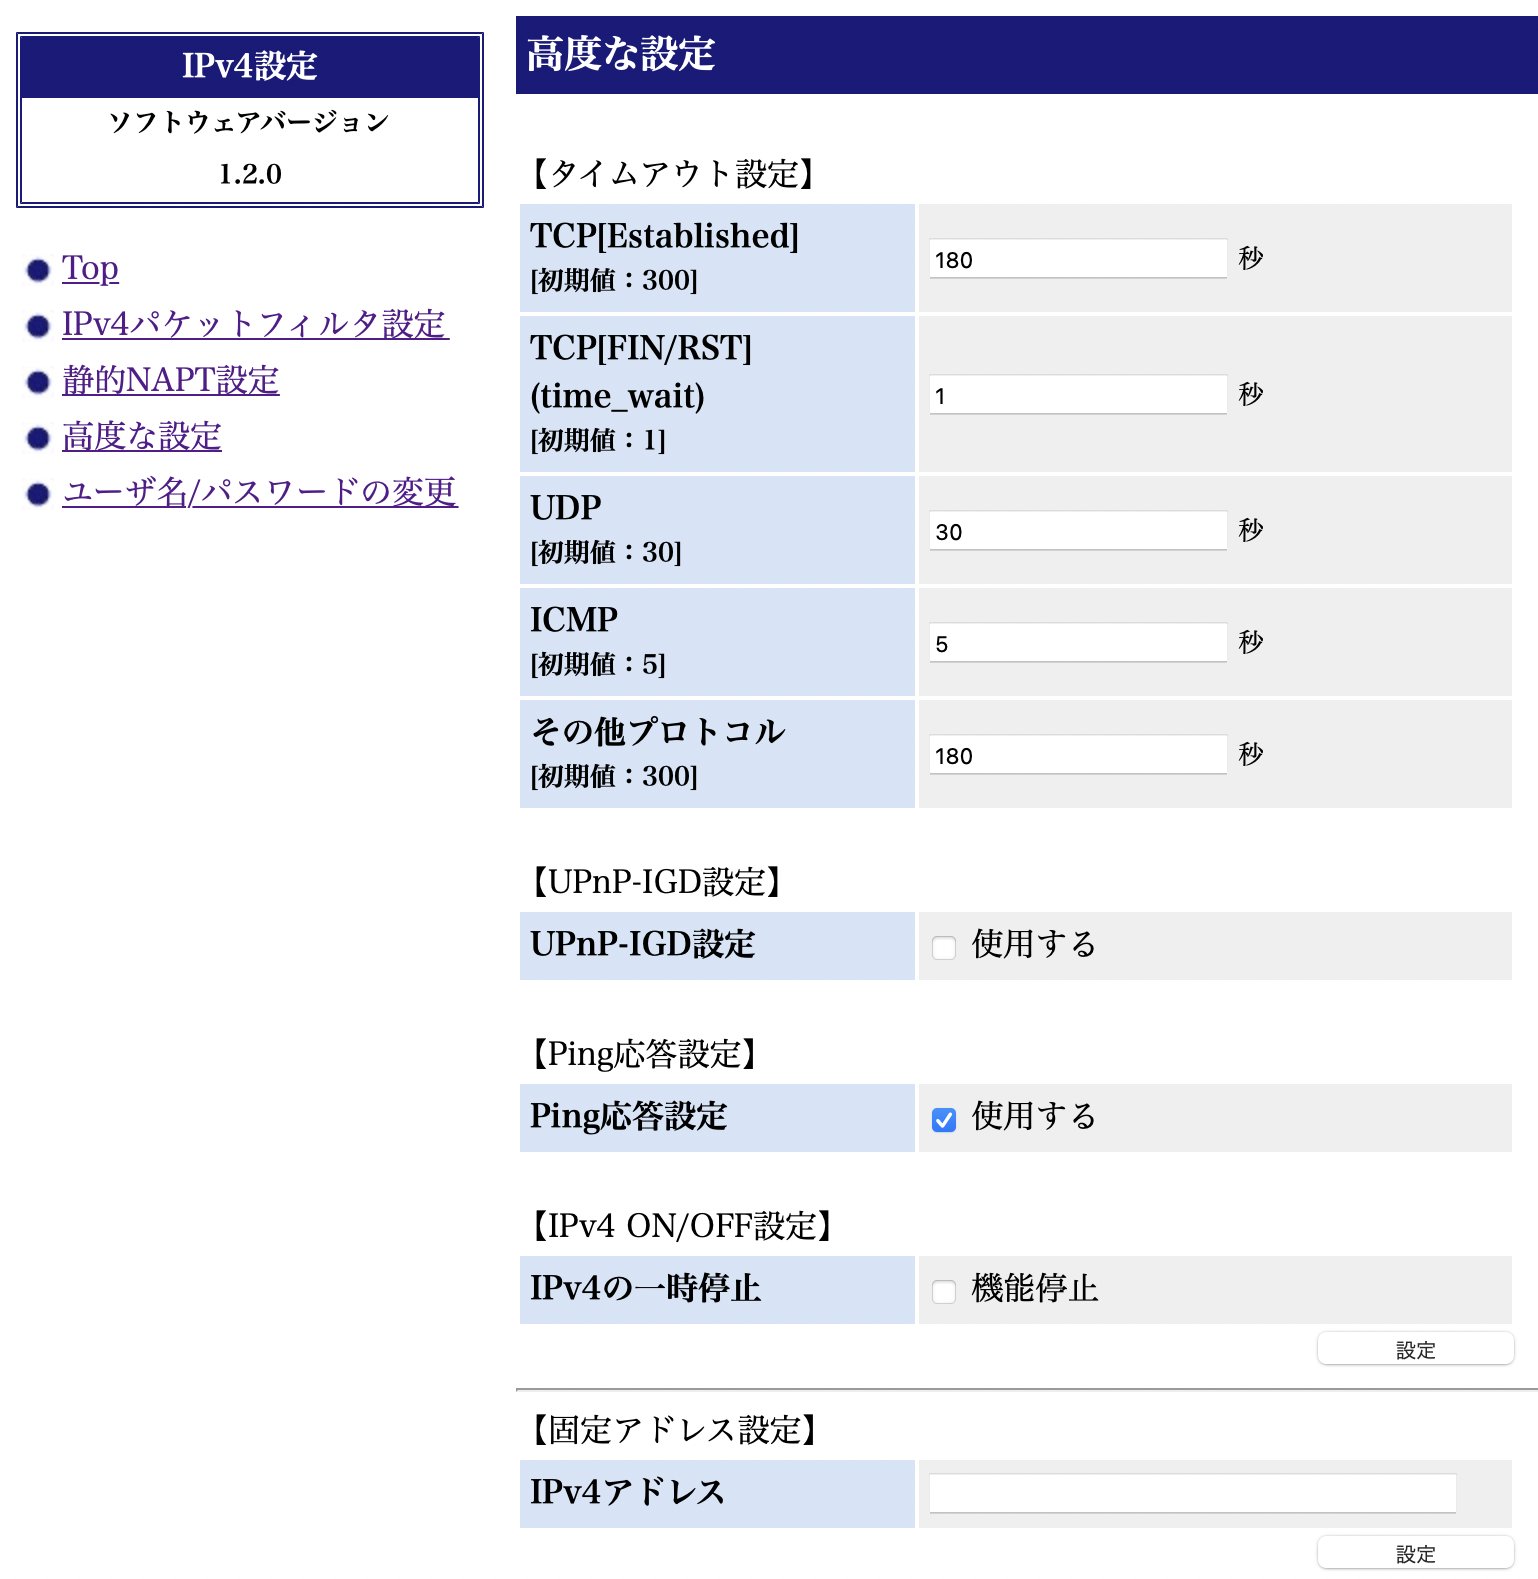 IPv4設定
ソフトウェアバージョン
1.2.0
Top
IPv4パケットフィルタ設定
静的NAPT設定
高度な設定
ユーザ名/パスワードの変更
高度な設定
【タイムアウト設定】
TCP[Established]
[初期値：300]
180 秒
TCP[FIN/RST]
(time_wait)
[初期値：1]
1 秒
UDP
[初期値：30]
30 秒
ICMP
[初期値：5]
5 秒
その他プロトコル
[初期値：300]
180 秒
【UPnP-IGD設定】
UPnP-IGD設定 使用する
【Ping応答設定】
Ping応答設定 使用する
【IPv4 ON/OFF設定】
IPv4の一時停止 機能停止
設定
【固定アドレス設定】
IPv4アドレス
設定